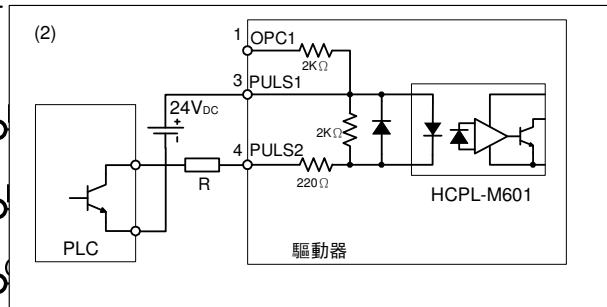 (2)
1 OPC1
2KΩ
3 PULS1
24VDC
+
-
2KΩ
4 PULS2
R
220Ω
HCPL-M601
PLC
驅動器